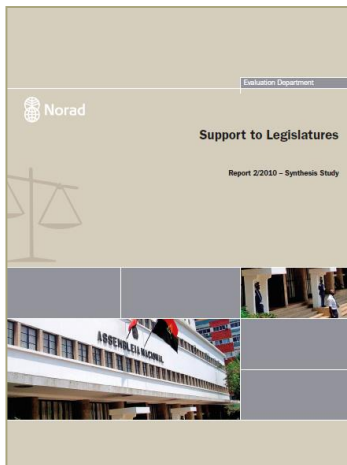 Evaluation Department
Norad
Support to Legislatures
Report 2/2010 – Synthesis Study
ASSEMBLEIA NACIONAL